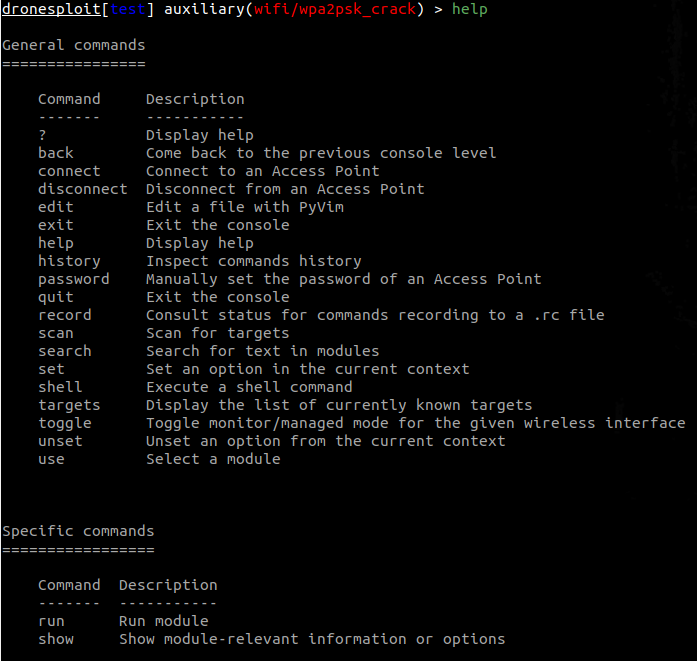 dronesploit[test] auxiliary(wifi/wpa2psk_crack) > help
General commands
================
Command     Description
-------     -----------
?           Display help
back        Come back to the previous console level
connect     Connect to an Access Point
disconnect  Disconnect from an Access Point
edit        Edit a file with PyVim
exit        Exit the console
help        Display help
history     Inspect commands history
password    Manually set the password of an Access Point
quit        Exit the console
record      Consult status for commands recording to a .rc file
scan        Scan for targets
search      Search for text in modules
set         Set an option in the current context
shell       Execute a shell command
targets     Display the list of currently known targets
toggle      Toggle monitor/managed mode for the given wireless interface
unset       Unset an option from the current context
use         Select a module
Specific commands
=================
Command  Description
-------  -----------
run      Run module
show     Show module-relevant information or options